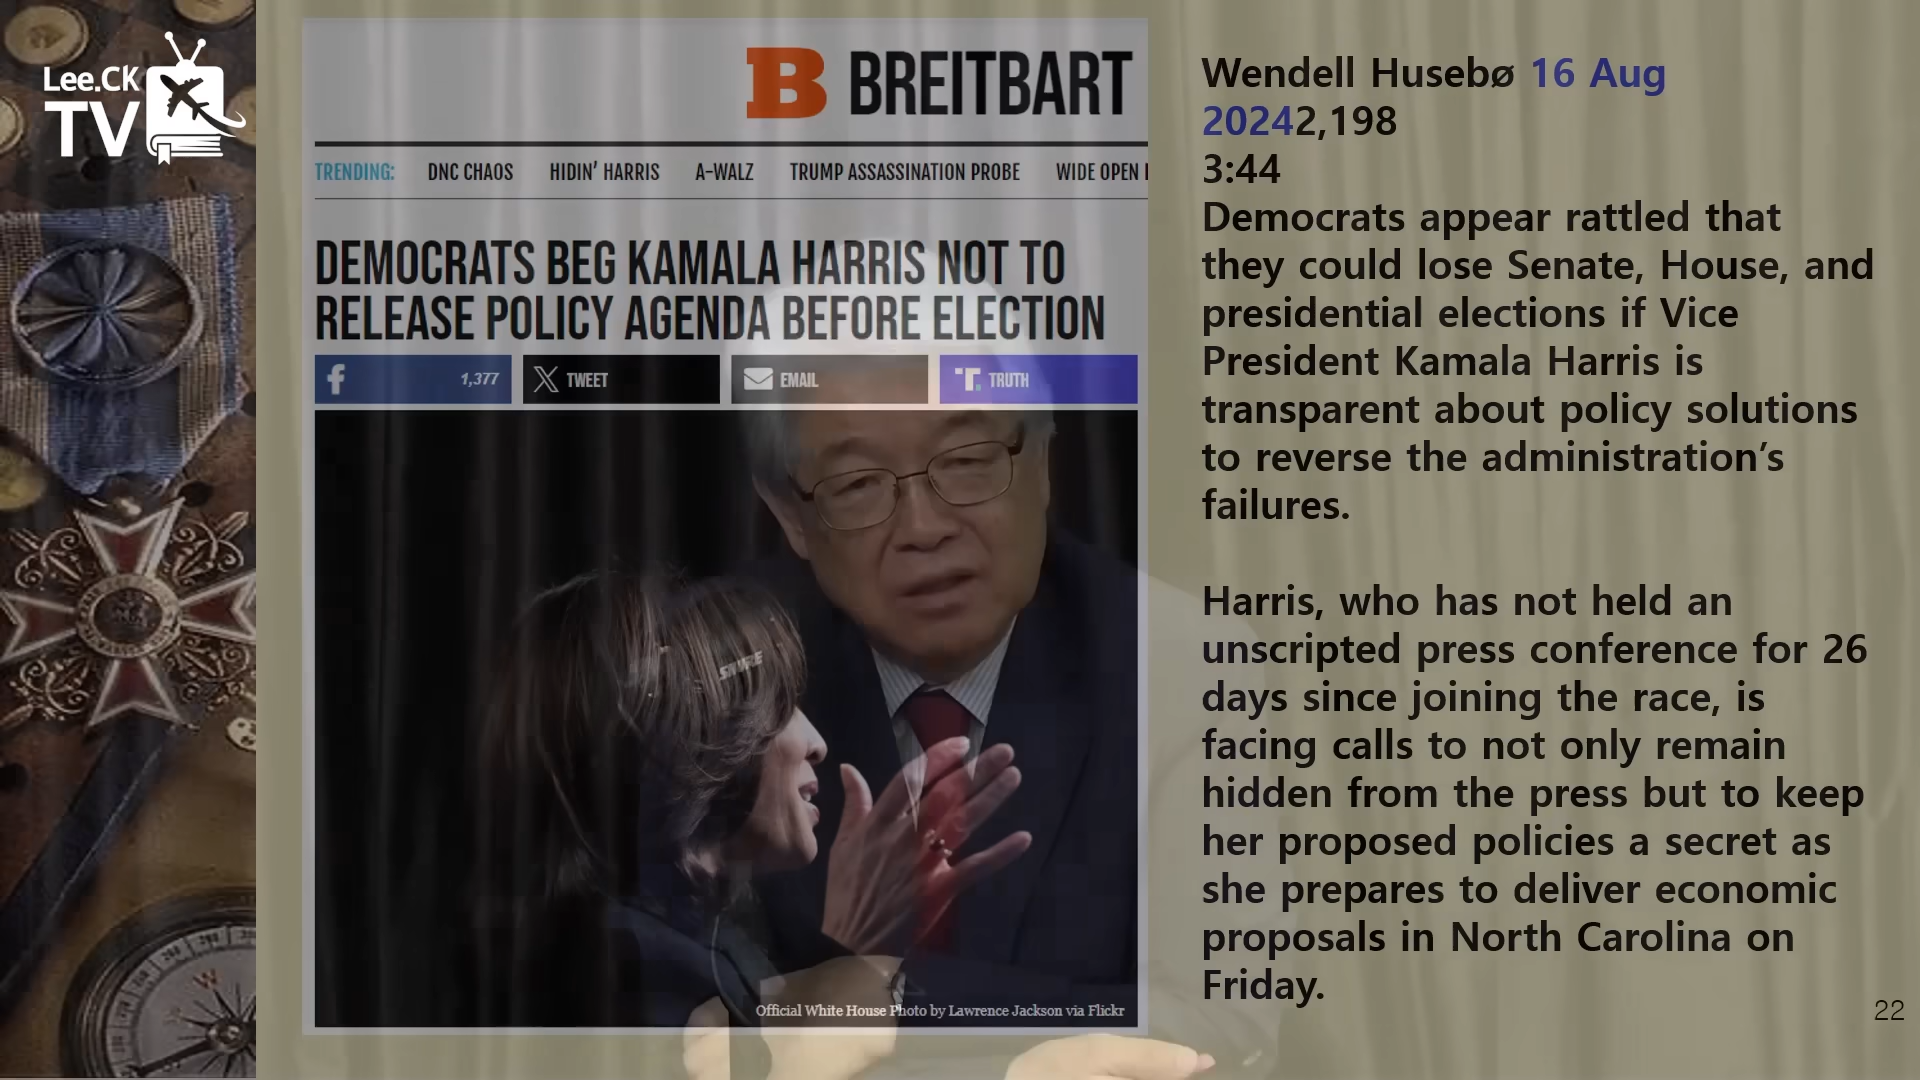 Lee.CK
TV
B BREITBART
TRENDING: DNC CHAOS HIDIN' HARRIS A-WALZ TRUMP ASSASSINATION PROBE WIDE OPEN
DEMOCRATS BEG KAMALA HARRIS NOT TO
RELEASE POLICY AGENDA BEFORE ELECTION
1,377 TWEET EMAIL TRUTH
SHURE
Official White House Photo by Lawrence Jackson via Flickr
Wendell Husebø 16 Aug
20242,198
3:44
Democrats appear rattled that
they could lose Senate, House, and
presidential elections if Vice
President Kamala Harris is
transparent about policy solutions
to reverse the administration’s
failures.
Harris, who has not held an
unscripted press conference for 26
days since joining the race, is
facing calls to not only remain
hidden from the press but to keep
her proposed policies a secret as
she prepares to deliver economic
proposals in North Carolina on
Friday.
22
W